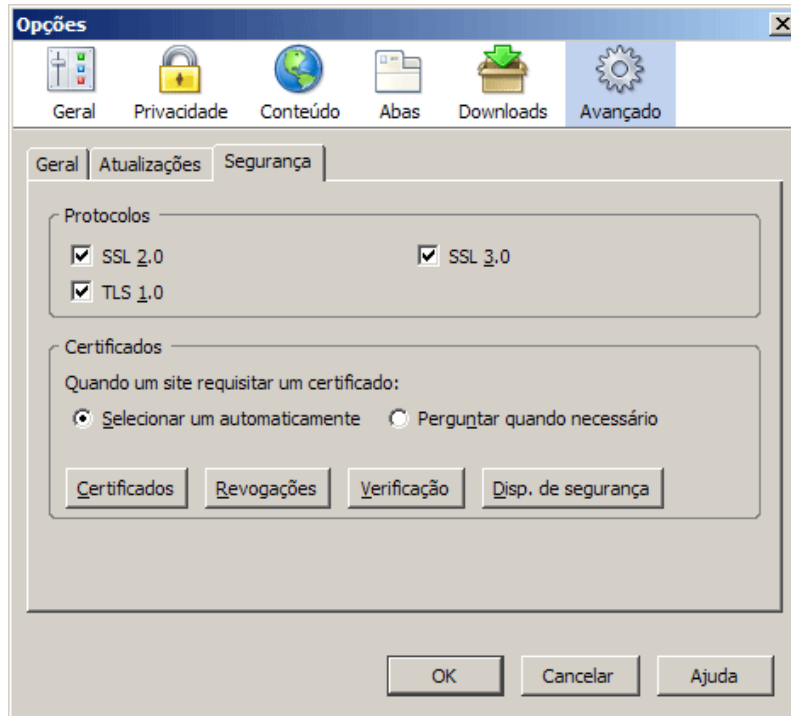 Opções
Geral Privacidade Conteúdo Abas Downloads Avançado
Geral Atualizações Segurança
Protocolos
SSL 2.0 SSL 3.0
TLS 1.0
Certificados
Quando um site requisitar um certificado:
Selecionar um automaticamente Perguntar quando necessário
Certificados Revogações Verificação Disp. de segurança
OK Cancelar Ajuda